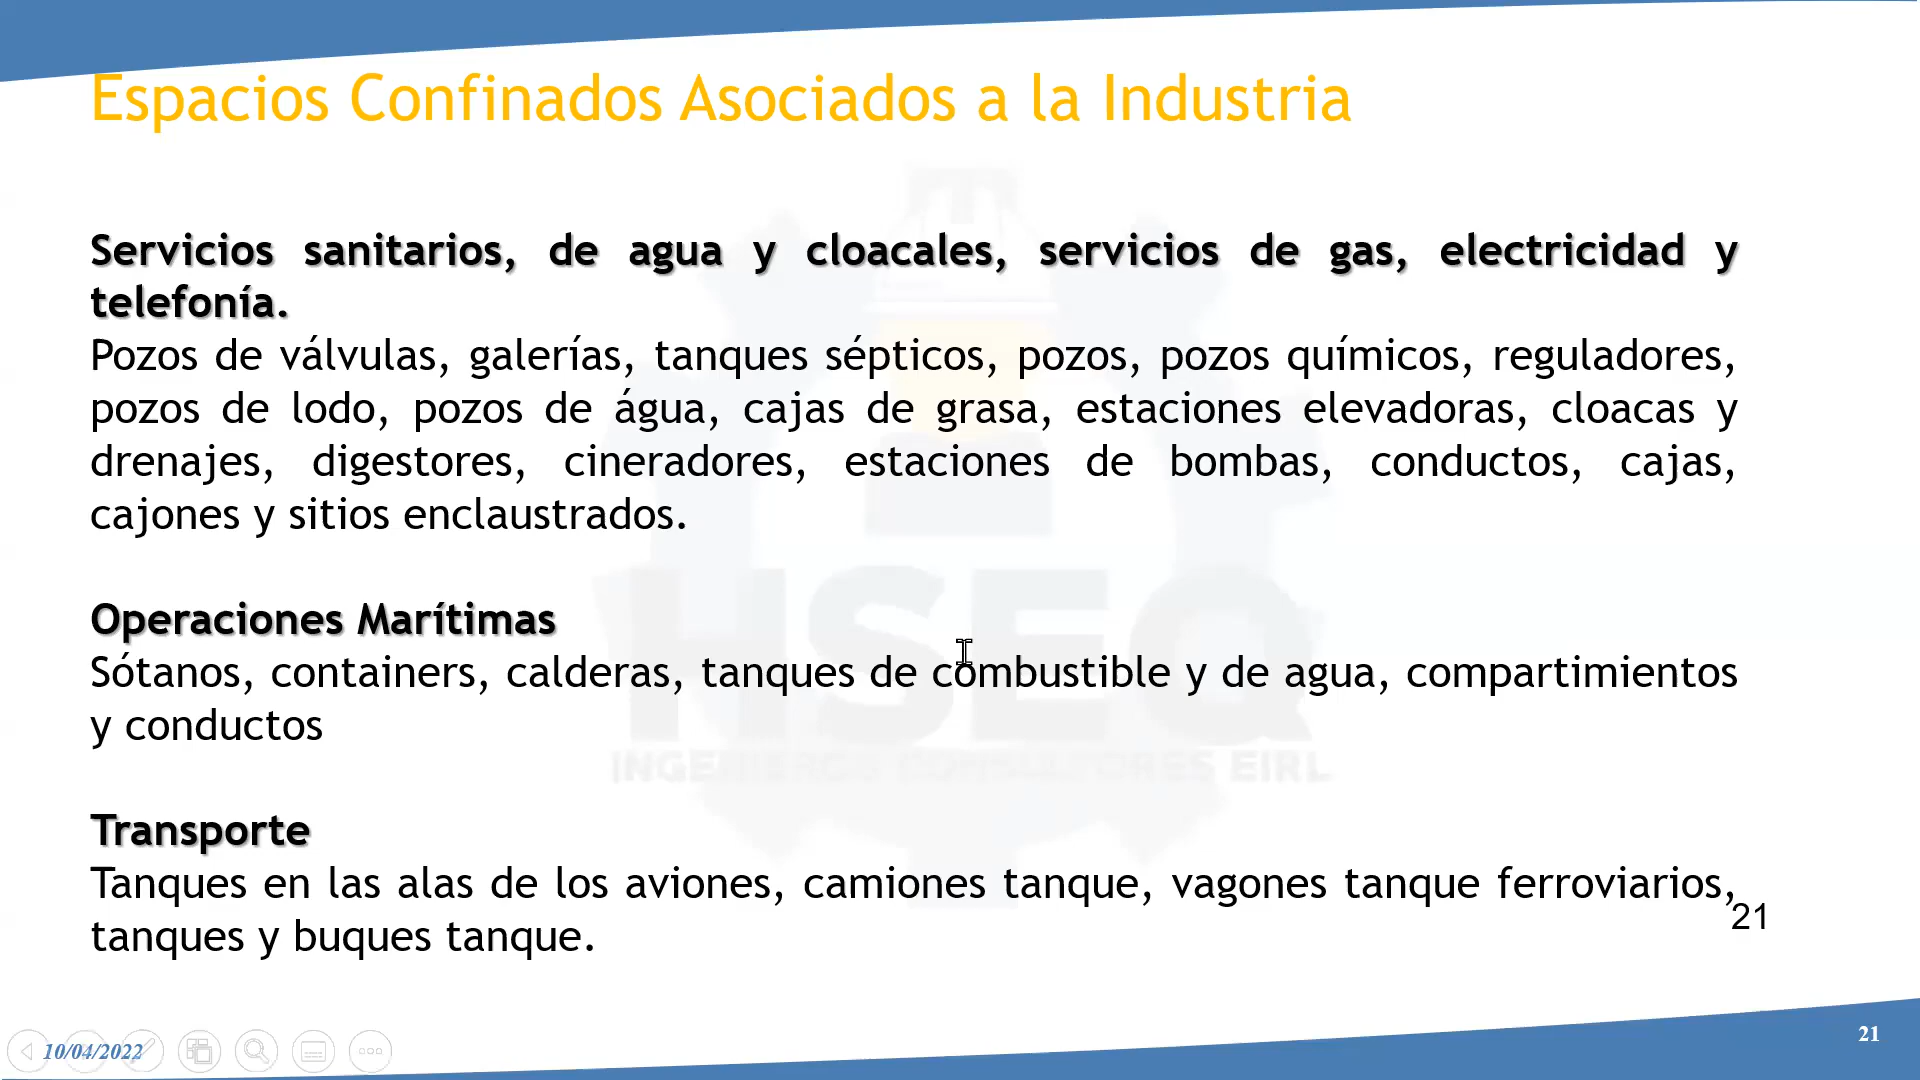 Espacios Confinados Asociados a la Industria
Servicios sanitarios, de agua y cloacales, servicios de gas, electricidad y
telefonía.
Pozos de válvulas, galerías, tanques sépticos, pozos, pozos químicos, reguladores,
pozos de lodo, pozos de água, cajas de grasa, estaciones elevadoras, cloacas y
drenajes, digestores, cineradores, estaciones de bombas, conductos, cajas,
cajones y sitios enclaustrados.
Operaciones Marítimas
Sótanos, containers, calderas, tanques de combustible y de agua, compartimientos
y conductos
HSEQ
INGENIEROS CONSULTORES EIRL
Transporte
Tanques en las alas de los aviones, camiones tanque, vagones tanque ferroviarios,
tanques y buques tanque.
21
10/04/2022
21